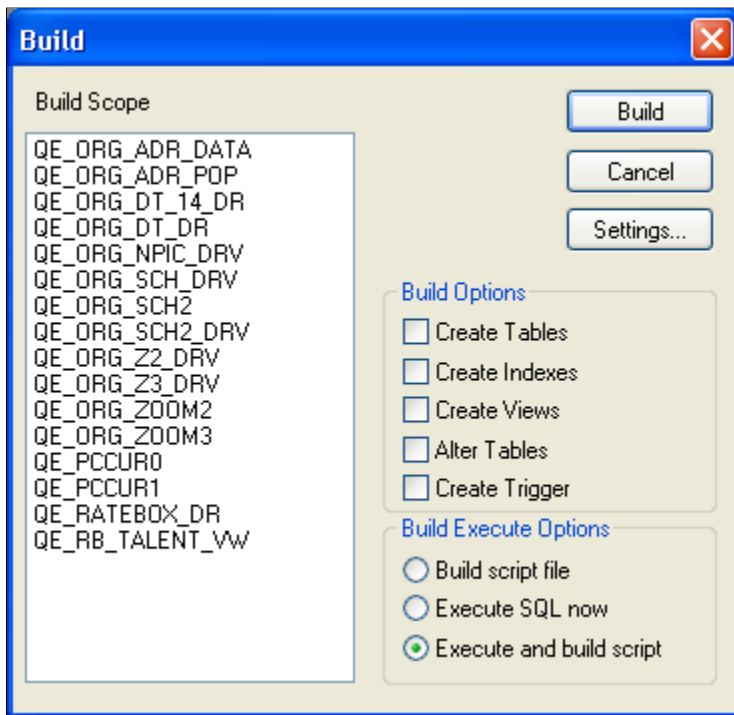 Build
Build Scope
QE_ORG_ADR_DATA
QE_ORG_ADR_POP
QE_ORG_DT_14_DR
QE_ORG_DT_DR
QE_ORG_NPIC_DRV
QE_ORG_SCH_DRV
QE_ORG_SCH2
QE_ORG_SCH2_DRV
QE_ORG_Z2_DRV
QE_ORG_Z3_DRV
QE_ORG_ZOOM2
QE_ORG_ZOOM3
QE_PCCUR0
QE_PCCUR1
QE_RATEBOX_DR
QE_RB_TALENT_VW
Build
Cancel
Settings...
Build Options
Create Tables
Create Indexes
Create Views
Alter Tables
Create Trigger
Build Execute Options
Build script file
Execute SQL now
Execute and build script